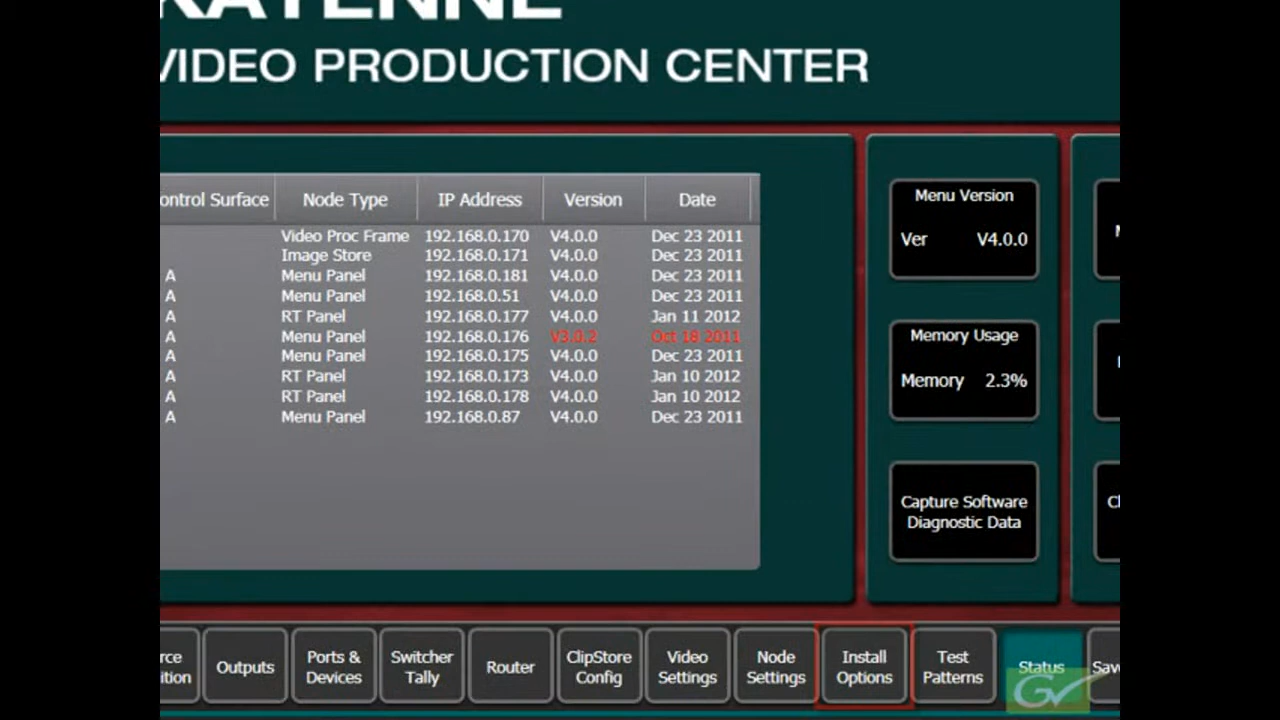 KAYENNE
VIDEO PRODUCTION CENTER
ontrol Surface Node Type IP Address Version Date
Video Proc Frame 192.168.0.170 V4.0.0 Dec 23 2011
Image Store 192.168.0.171 V4.0.0 Dec 23 2011
A Menu Panel 192.168.0.181 V4.0.0 Dec 23 2011
A Menu Panel 192.168.0.51 V4.0.0 Dec 23 2011
A RT Panel 192.168.0.177 V4.0.0 Jan 11 2012
A Menu Panel 192.168.0.176 V3.0.2 Oct 18 2011
A Menu Panel 192.168.0.175 V4.0.0 Dec 23 2011
A RT Panel 192.168.0.173 V4.0.0 Jan 10 2012
A RT Panel 192.168.0.178 V4.0.0 Jan 10 2012
A Menu Panel 192.168.0.87 V4.0.0 Dec 23 2011
Menu Version
Ver V4.0.0
Memory Usage
Memory 2.3%
Capture Software
Diagnostic Data
rce
ition
Outputs
Ports &
Devices
Switcher
Tally
Router
ClipStore
Config
Video
Settings
Node
Settings
Install
Options
Test
Patterns
Status
Sav
GV